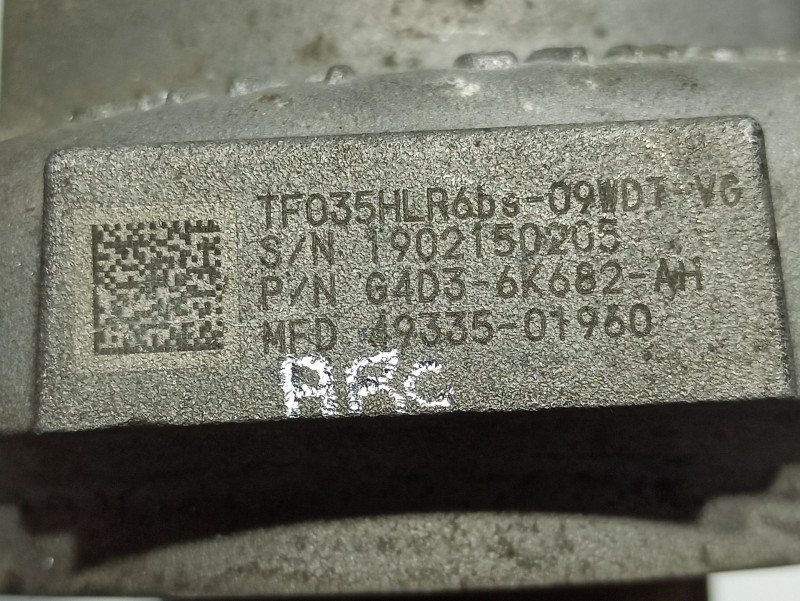 TF035HLR6bs-09WDT-VG
S/N 1902150205
P/N G4D3-6K682-AH
MFD 49335-01960
ARC